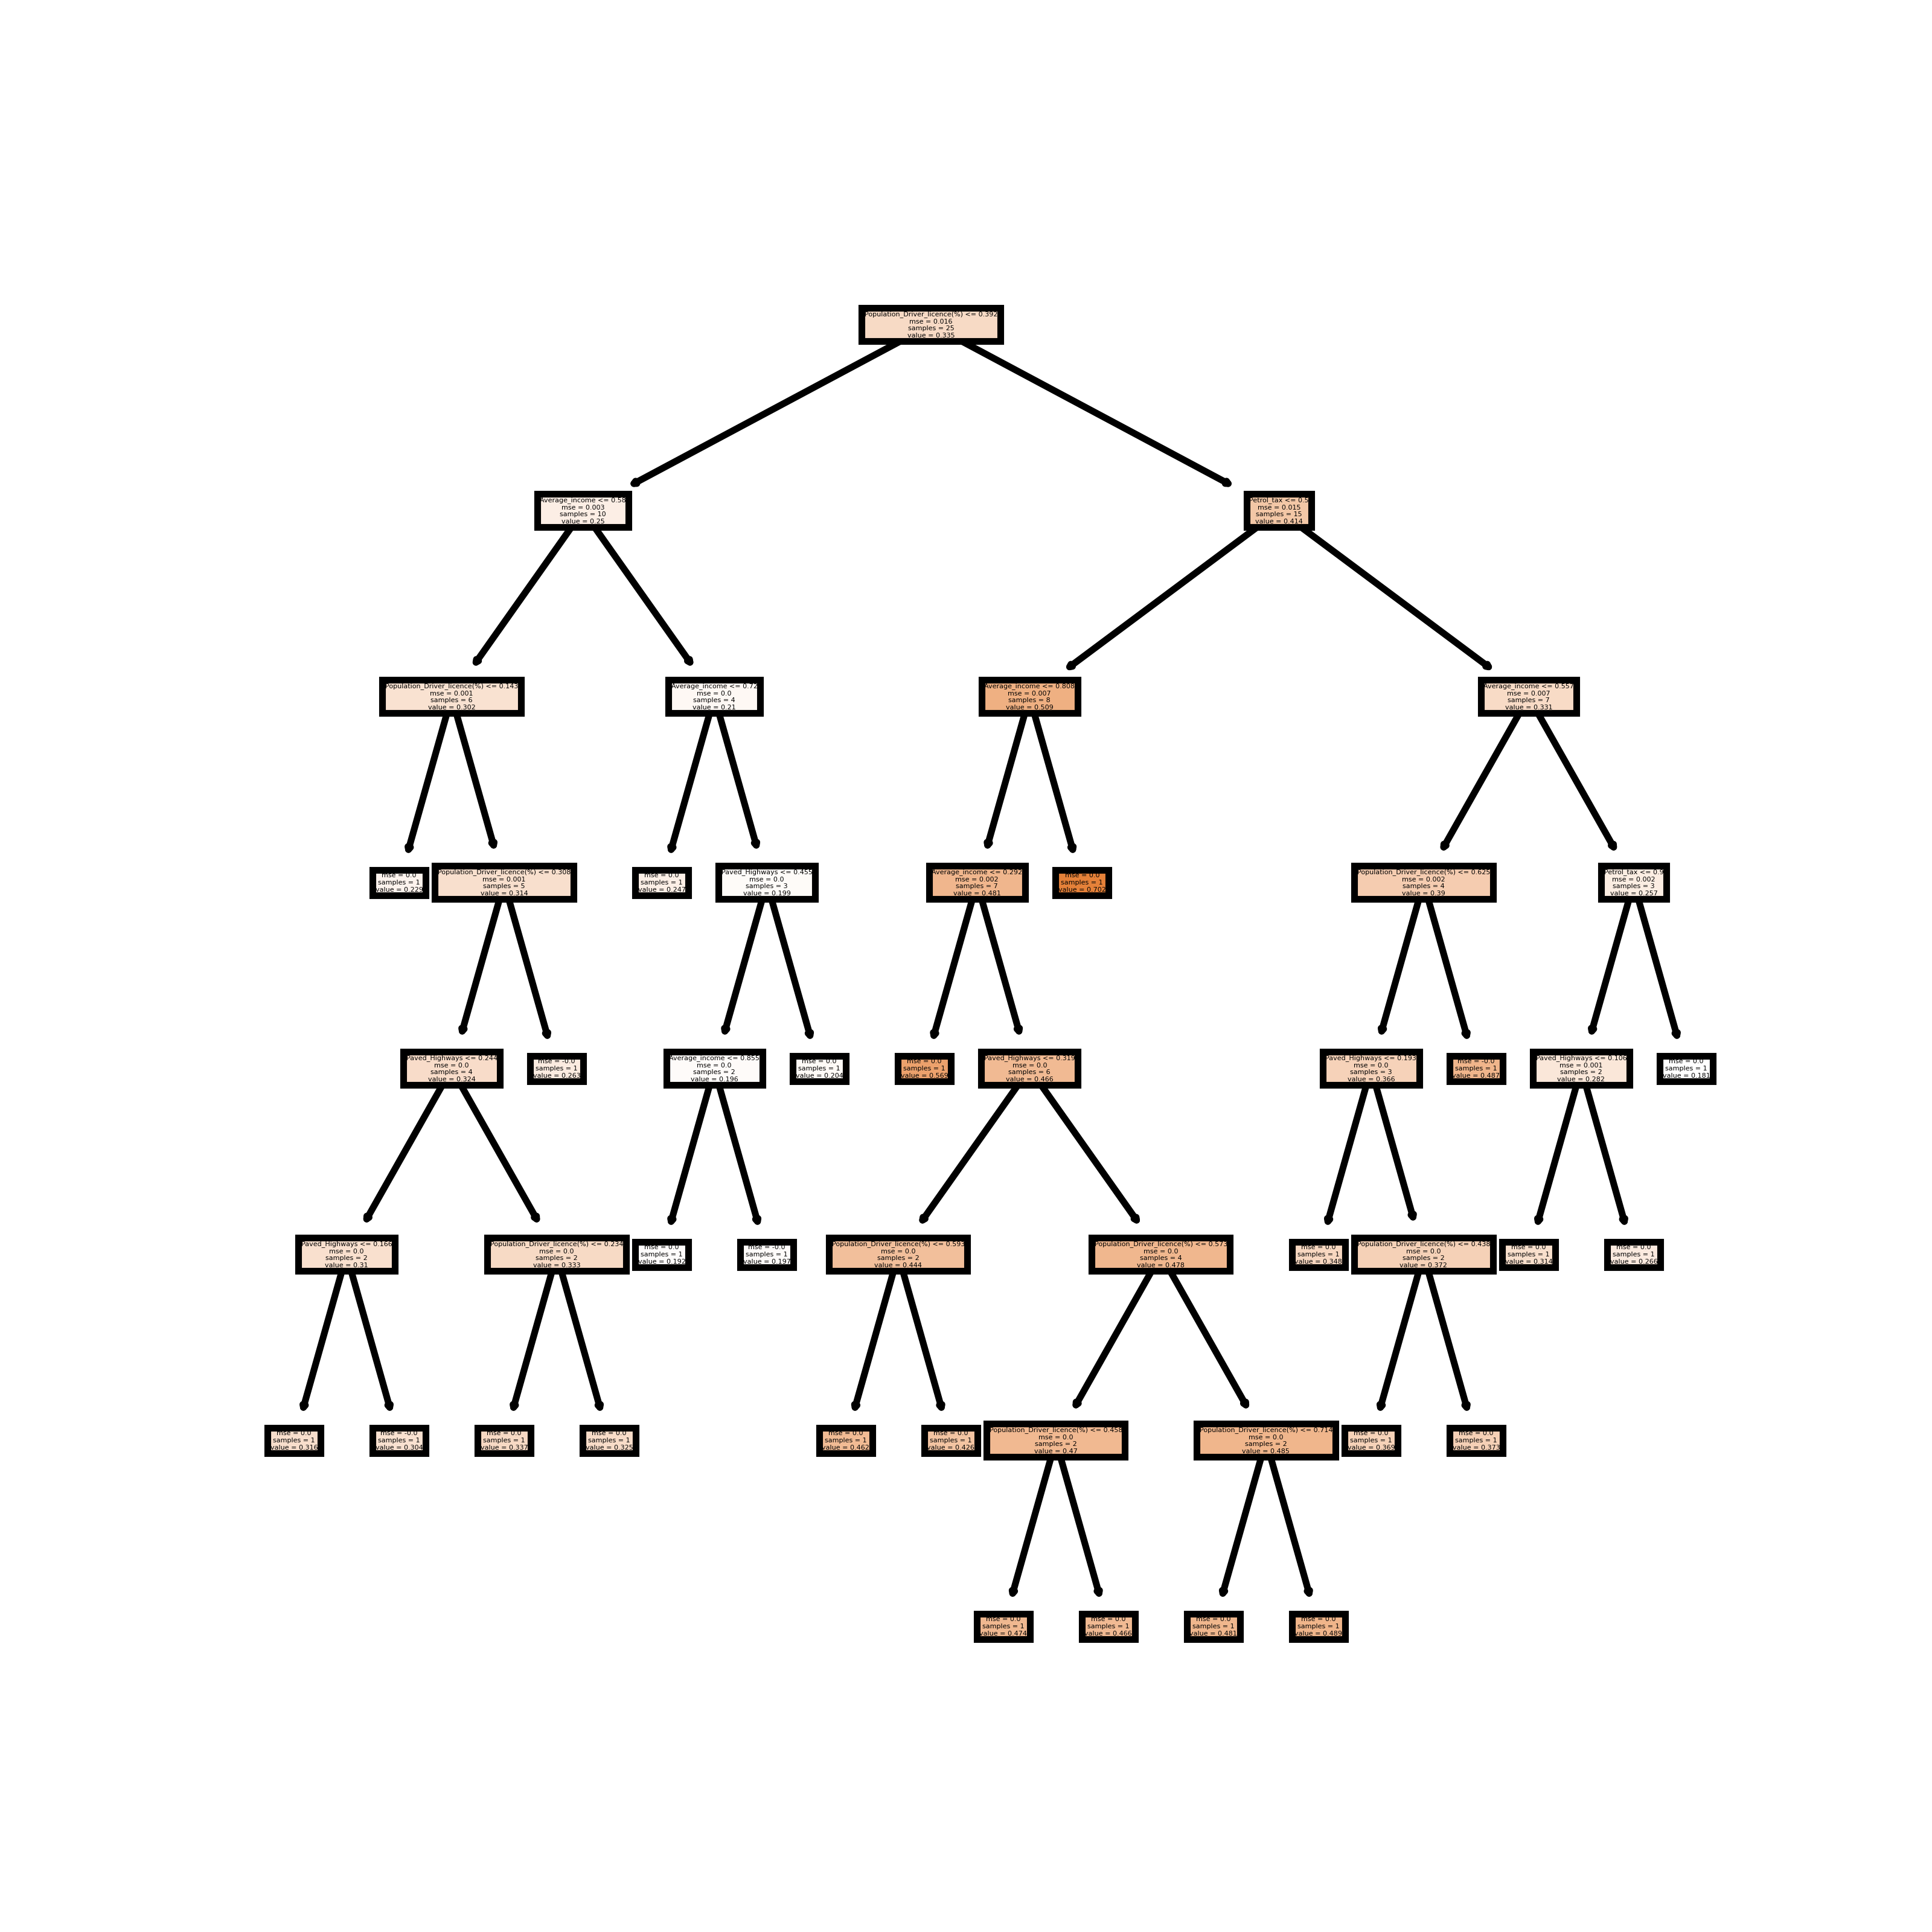 Population_Driver_licence(%) <= 0.392
mse = 0.016
samples = 25
value = 0.335
Average_income <= 0.58
mse = 0.003
samples = 10
value = 0.25
Petrol_tax <= 0.5
mse = 0.015
samples = 15
value = 0.414
Population_Driver_licence(%) <= 0.143
mse = 0.001
samples = 6
value = 0.302
Average_income <= 0.72
mse = 0.0
samples = 4
value = 0.21
Average_income <= 0.808
mse = 0.007
samples = 8
value = 0.509
Average_income <= 0.557
mse = 0.007
samples = 7
value = 0.331
mse = 0.0
samples = 1
value = 0.229
Population_Driver_licence(%) <= 0.308
mse = 0.001
samples = 5
value = 0.314
mse = 0.0
samples = 1
value = 0.247
Paved_Highways <= 0.455
mse = 0.0
samples = 3
value = 0.199
Average_income <= 0.292
mse = 0.002
samples = 7
value = 0.481
mse = 0.0
samples = 1
value = 0.702
Population_Driver_licence(%) <= 0.625
mse = 0.002
samples = 4
value = 0.39
Petrol_tax <= 0.9
mse = 0.002
samples = 3
value = 0.257
Paved_Highways <= 0.244
mse = 0.0
samples = 4
value = 0.324
mse = -0.0
samples = 1
value = 0.263
Average_income <= 0.855
mse = 0.0
samples = 2
value = 0.196
mse = 0.0
samples = 1
value = 0.204
mse = 0.0
samples = 1
value = 0.569
Paved_Highways <= 0.319
mse = 0.0
samples = 6
value = 0.466
Paved_Highways <= 0.193
mse = 0.0
samples = 3
value = 0.366
mse = -0.0
samples = 1
value = 0.487
Paved_Highways <= 0.106
mse = 0.001
samples = 2
value = 0.282
mse = 0.0
samples = 1
value = 0.181
Paved_Highways <= 0.166
mse = 0.0
samples = 2
value = 0.31
Population_Driver_licence(%) <= 0.234
mse = 0.0
samples = 2
value = 0.333
mse = 0.0
samples = 1
value = 0.192
mse = -0.0
samples = 1
value = 0.197
Population_Driver_licence(%) <= 0.593
mse = 0.0
samples = 2
value = 0.444
Population_Driver_licence(%) <= 0.573
mse = 0.0
samples = 4
value = 0.478
mse = 0.0
samples = 1
value = 0.348
Population_Driver_licence(%) <= 0.438
mse = 0.0
samples = 2
value = 0.372
mse = 0.0
samples = 1
value = 0.314
mse = 0.0
samples = 1
value = 0.266
mse = 0.0
samples = 1
value = 0.316
mse = -0.0
samples = 1
value = 0.304
mse = 0.0
samples = 1
value = 0.337
mse = 0.0
samples = 1
value = 0.325
mse = 0.0
samples = 1
value = 0.462
mse = 0.0
samples = 1
value = 0.426
Population_Driver_licence(%) <= 0.458
mse = 0.0
samples = 2
value = 0.47
Population_Driver_licence(%) <= 0.714
mse = 0.0
samples = 2
value = 0.485
mse = 0.0
samples = 1
value = 0.369
mse = 0.0
samples = 1
value = 0.373
mse = 0.0
samples = 1
value = 0.474
mse = 0.0
samples = 1
value = 0.466
mse = 0.0
samples = 1
value = 0.481
mse = 0.0
samples = 1
value = 0.489